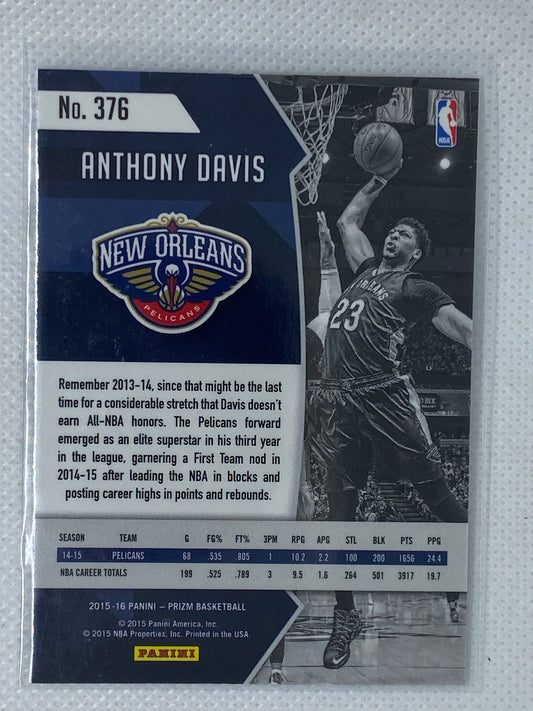 No. 376
ANTHONY DAVIS
NBA
NEW ORLEANS
PELICANS
23
Remember 2013-14, since that might be the last
time for a considerable stretch that Davis doesn't
earn All-NBA honors. The Pelicans forward
emerged as an elite superstar in his third year
in the league, garnering a First Team nod in
2014-15 after leading the NBA in blocks and
posting career highs in points and rebounds.
SEASON TEAM G FG% FT% 3PM RPG APG STL BLK PTS PPG
14-15 PELICANS 68 .535 .805 1 10.2 2.2 100 200 1656 24.4
NBA CAREER TOTALS 199 .525 .789 3 9.5 1.6 264 501 3917 19.7
2015-16 PANINI – PRIZM BASKETBALL
© 2015 Panini America, Inc.
© 2015 NBA Properties, Inc. Printed in the USA.
PANINI